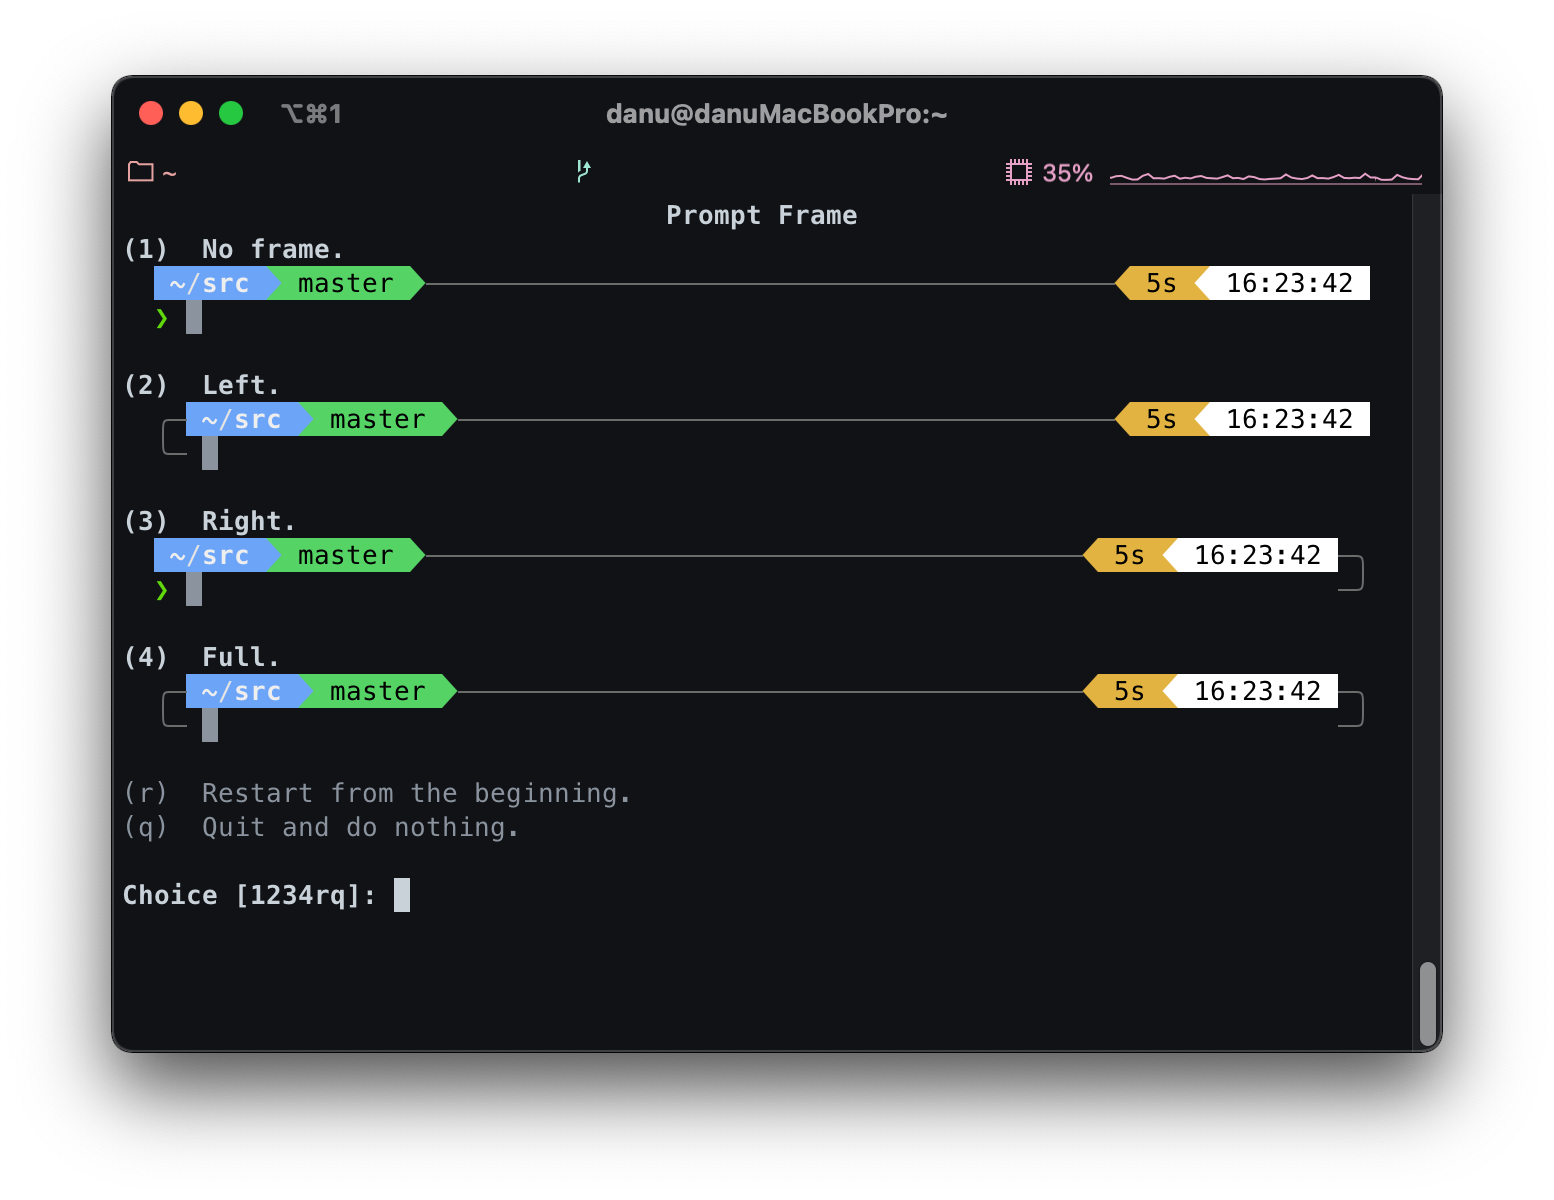 ⌥⌘1 danu@danuMacBookPro:~
~ 35%
Prompt Frame
(1) No frame.
~/src master 5s 16:23:42
❯
(2) Left.
~/src master 5s 16:23:42
(3) Right.
~/src master 5s 16:23:42
❯
(4) Full.
~/src master 5s 16:23:42
(r) Restart from the beginning.
(q) Quit and do nothing.
Choice [1234rq]: